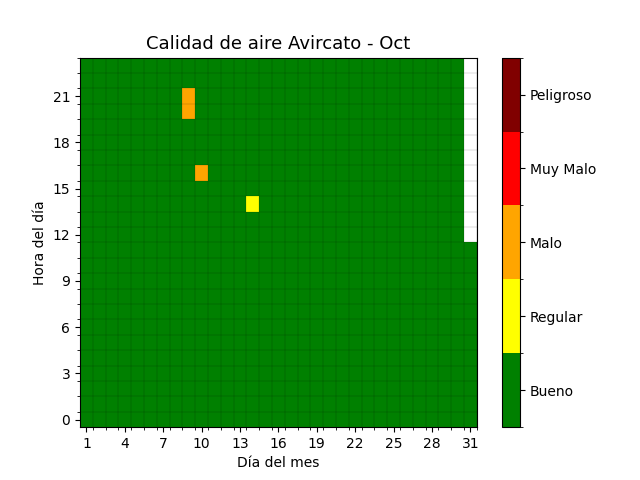 Calidad de aire Avircato - Oct
Hora del día
21
18
15
12
9
6
3
0
1 4 7 10 13 16 19 22 25 28 31
Día del mes
Peligroso
Muy Malo
Malo
Regular
Bueno